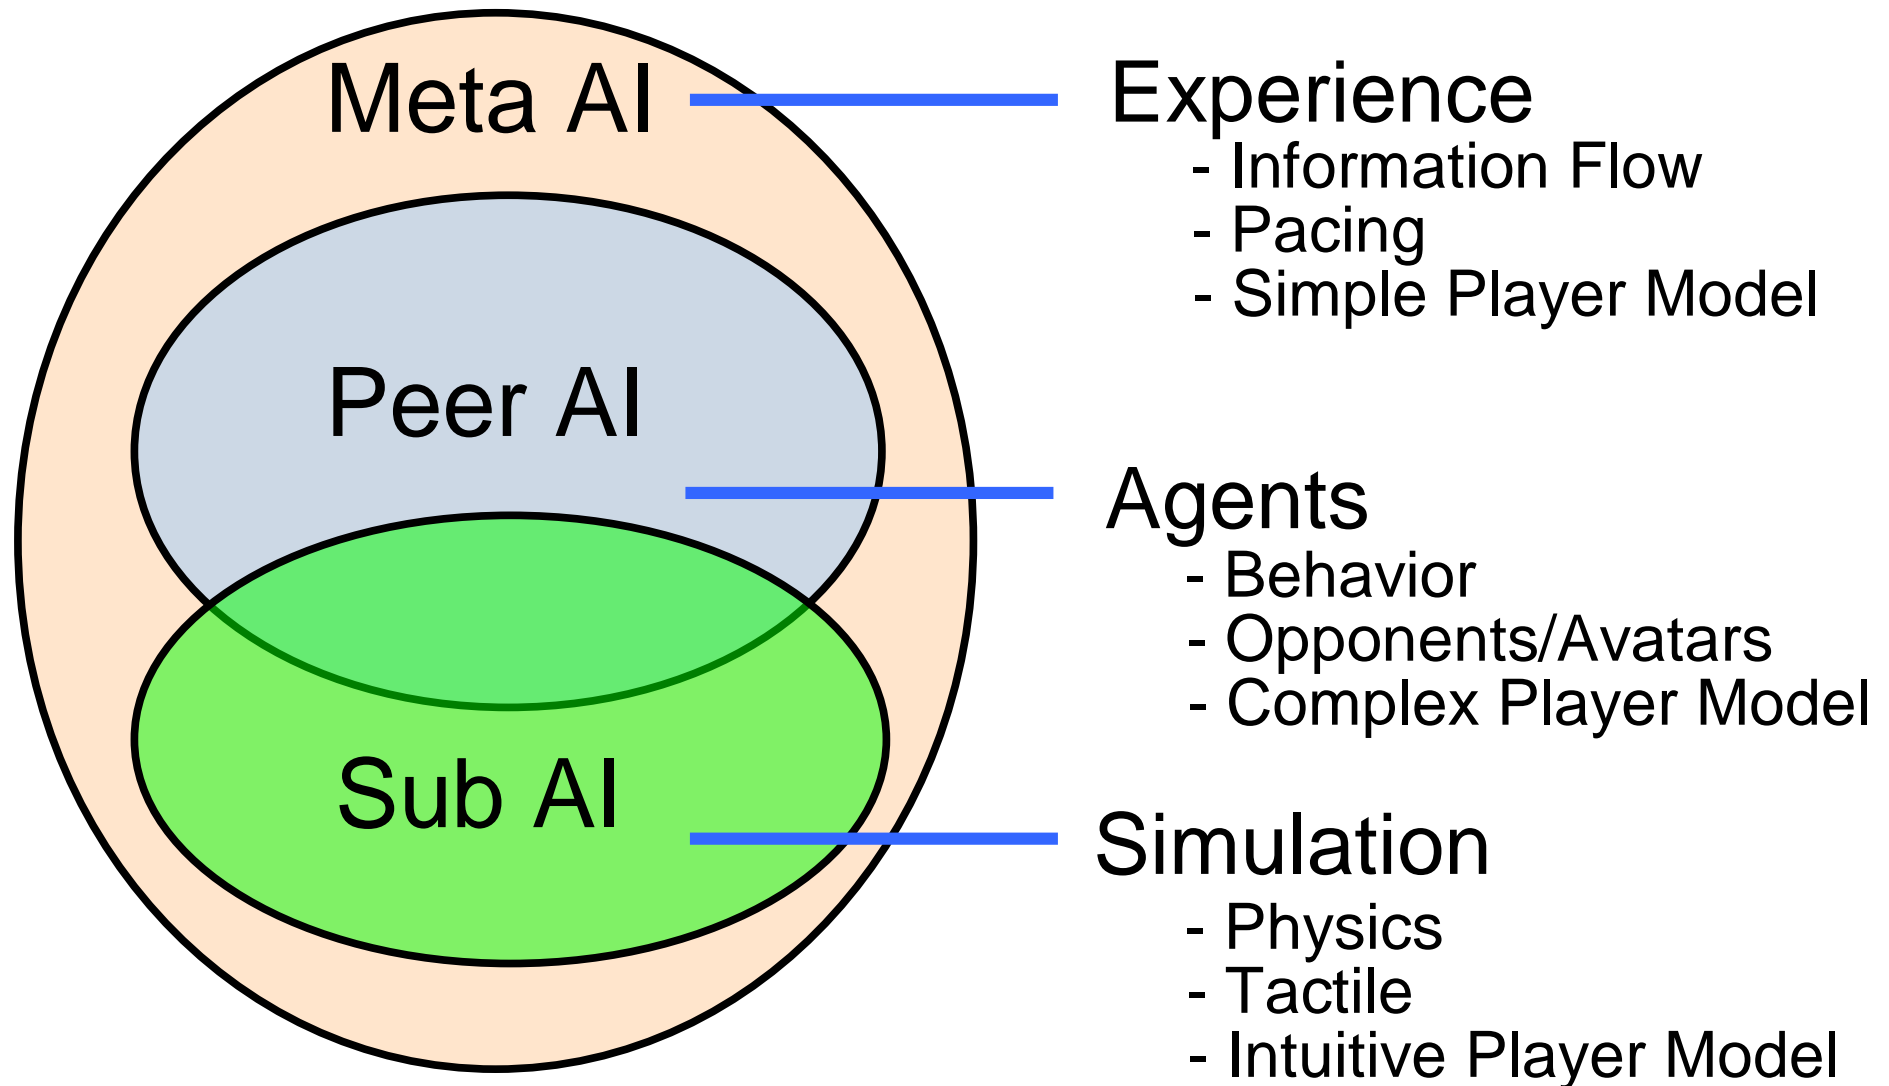 Meta AI
Experience
- Information Flow
- Pacing
- Simple Player Model
Peer AI
Agents
- Behavior
- Opponents/Avatars
- Complex Player Model
Sub AI
Simulation
- Physics
- Tactile
- Intuitive Player Model